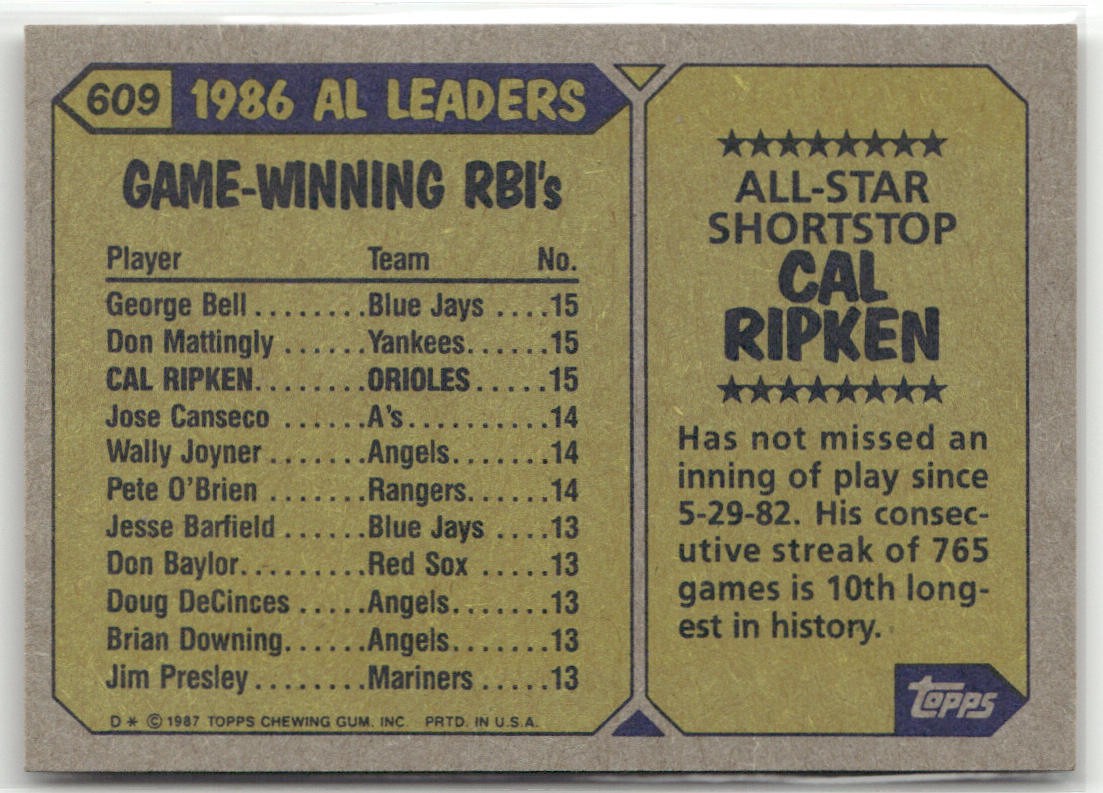 609 1986 AL LEADERS
GAME-WINNING RBI's
Player Team No.
George Bell ........Blue Jays ....15
Don Mattingly ......Yankees......15
CAL RIPKEN........ORIOLES.....15
Jose Canseco .......A's..........14
Wally Joyner .......Angels.......14
Pete O'Brien .......Rangers......14
Jesse Barfield ......Blue Jays ....13
Don Baylor.........Red Sox .....13
Doug DeCinces .....Angels.......13
Brian Downing......Angels.......13
Jim Presley ........Mariners .....13
D * © 1987 TOPPS CHEWING GUM. INC. PRTD. IN U.S.A.
ALL-STAR
SHORTSTOP
CAL
RIPKEN
Has not missed an
inning of play since
5-29-82. His consec-
utive streak of 765
games is 10th long-
est in history.
topps